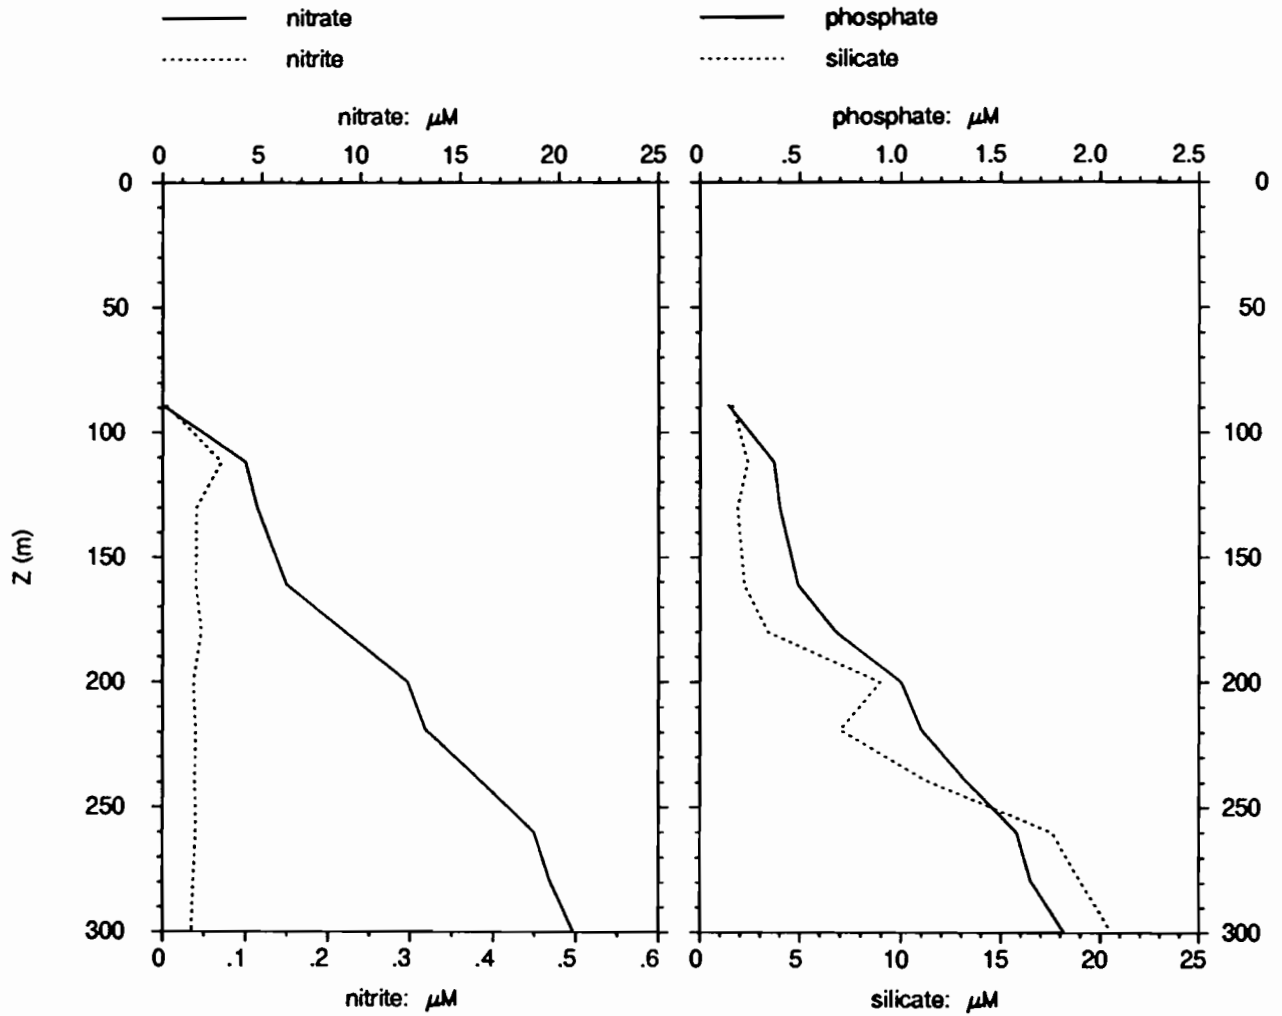 nitrate phosphate
nitrite silicate
nitrate: μM phosphate: μM
0 5 10 15 20 25 0 .5 1.0 1.5 2.0 2.5
0 0
50 50
100 100
150 150
Z (m)
200 200
250 250
300 300
0 .1 .2 .3 .4 .5 .6 0 5 10 15 20 25
nitrite: μM silicate: μM